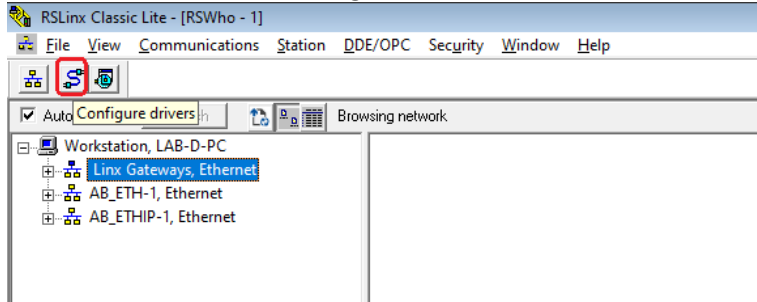 RSLinx Classic Lite - [RSWho - 1]
File View Communications Station DDE/OPC Security Window Help
Configure drivers
Browsing network
Workstation, LAB-D-PC
Linx Gateways, Ethernet
AB_ETH-1, Ethernet
AB_ETHIP-1, Ethernet